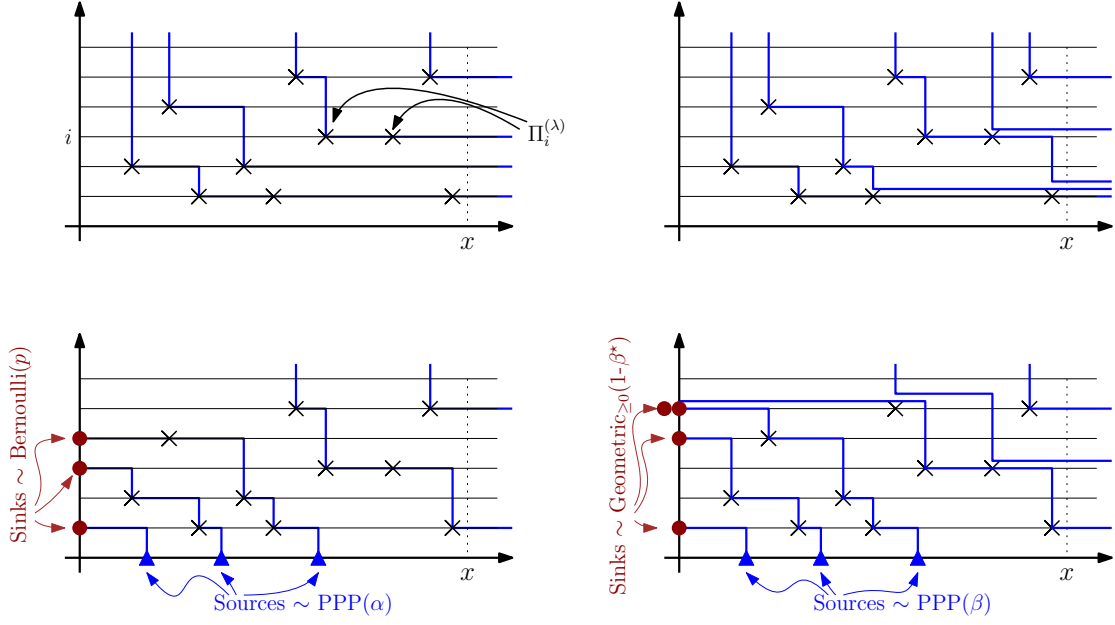 i
Π_i^{(λ)}
x
x
Sinks ~ Bernoulli(p)
x
Sources ~ PPP(α)
Sinks ~ Geometric_{≥0}(1-β*)
x
Sources ~ PPP(β)